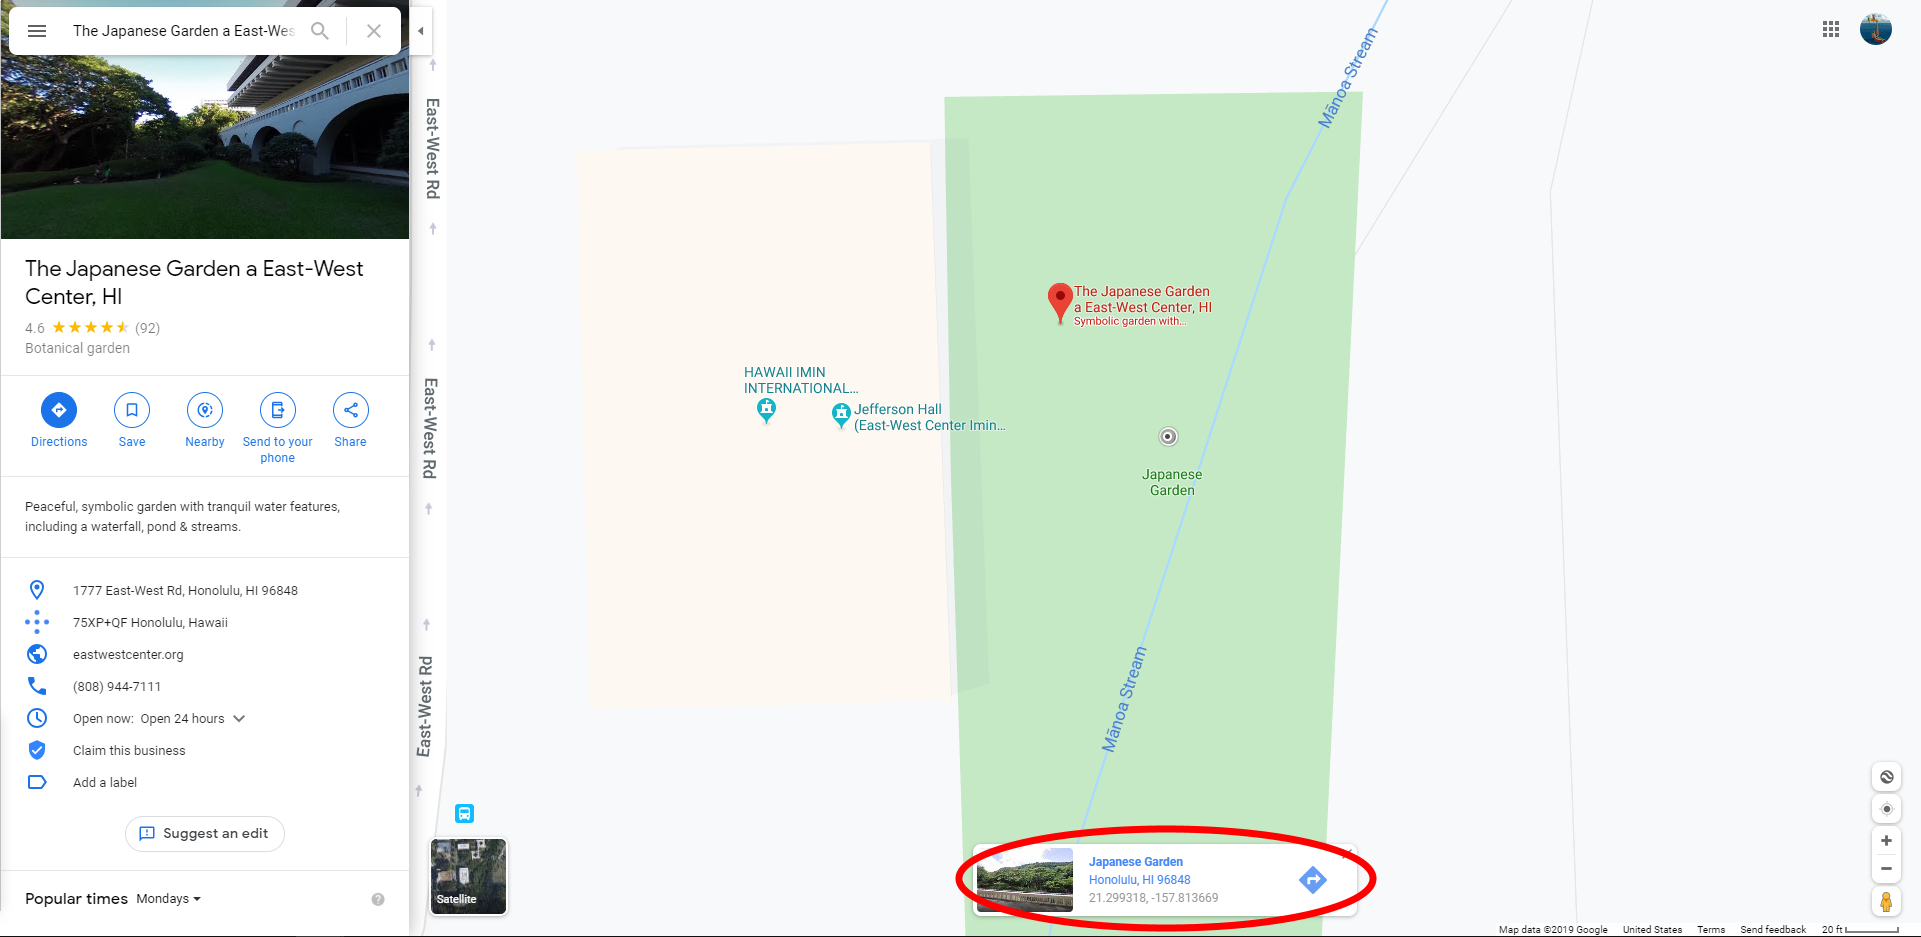 The Japanese Garden a East-Wes
The Japanese Garden a East-West
Center, HI
4.6 (92)
Botanical garden
Directions
Save
Nearby
Send to your
phone
Share
Peaceful, symbolic garden with tranquil water features,
including a waterfall, pond & streams.
1777 East-West Rd, Honolulu, HI 96848
75XP+QF Honolulu, Hawaii
eastwestcenter.org
(808) 944-7111
Open now: Open 24 hours
Claim this business
Add a label
Suggest an edit
Popular times Mondays
East-West Rd
East-West Rd
East-West Rd
Satellite
HAWAII IMIN
INTERNATIONAL...
Jefferson Hall
(East-West Center Imin...
The Japanese Garden
a East-West Center, HI
Symbolic garden with...
Japanese
Garden
Mānoa Stream
Mānoa Stream
Japanese Garden
Honolulu, HI 96848
21.299318, -157.813669
Map data ©2019 Google United States Terms Send feedback 20 ft